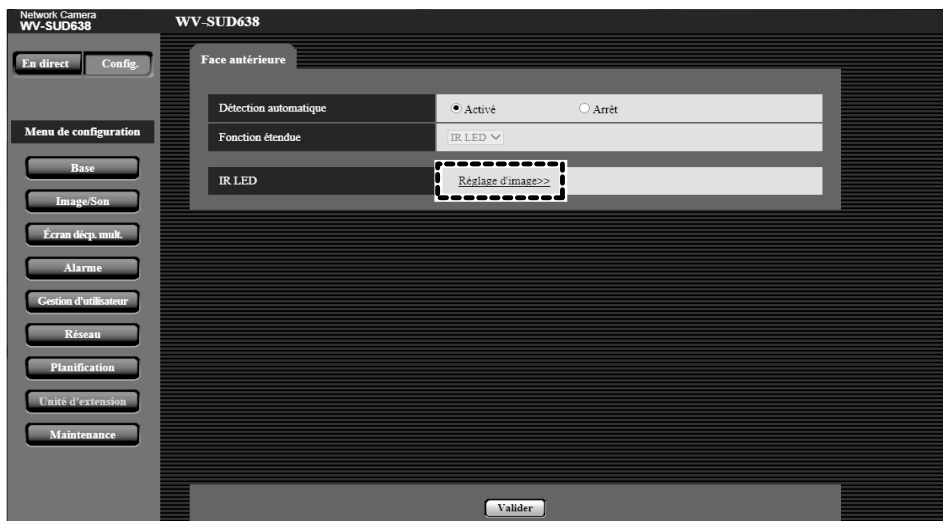 Network Camera
WV-SUD638
WV-SUD638
En direct Config.
Face antérieure
Détection automatique Activé Arrêt
Fonction étendue IR LED
IR LED Réglage d'image>>
Menu de configuration
Base
Image/Son
Écran décp. mult.
Alarme
Gestion d'utilisateur
Réseau
Planification
Unité d'extension
Maintenance
Valider